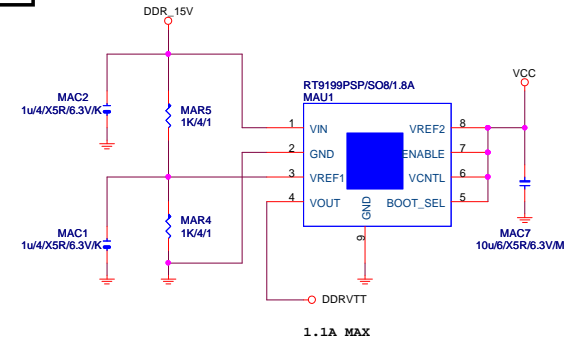 DDR_15V
VCC
RT9199PSP/SO8/1.8A
MAU1
MAC2
1u/4/X5R/6.3V/K
MAR5
1K/4/1
1 VIN VREF2 8
2 GND ENABLE 7
3 VREF1 VCNTL 6
4 VOUT BOOT_SEL 5
GND
9
MAC1
1u/4/X5R/6.3V/K
MAR4
1K/4/1
MAC7
10u/6/X5R/6.3V/M
DDRVTT
1.1A MAX